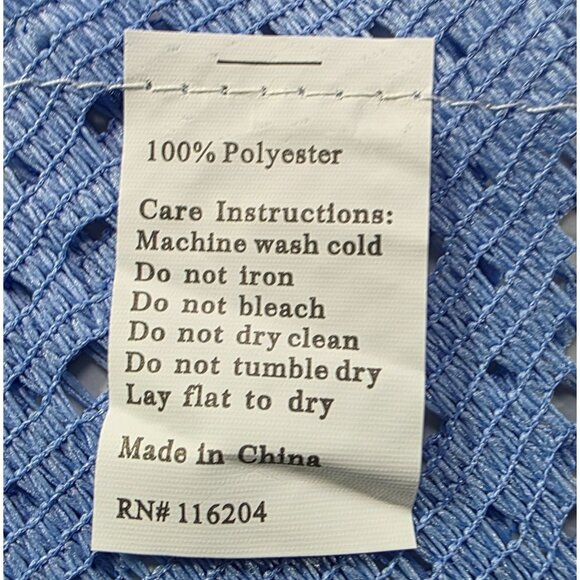 100% Polyester
Care Instructions:
Machine wash cold
Do not iron
Do not bleach
Do not dry clean
Do not tumble dry
Lay flat to dry
Made in China
RN# 116204